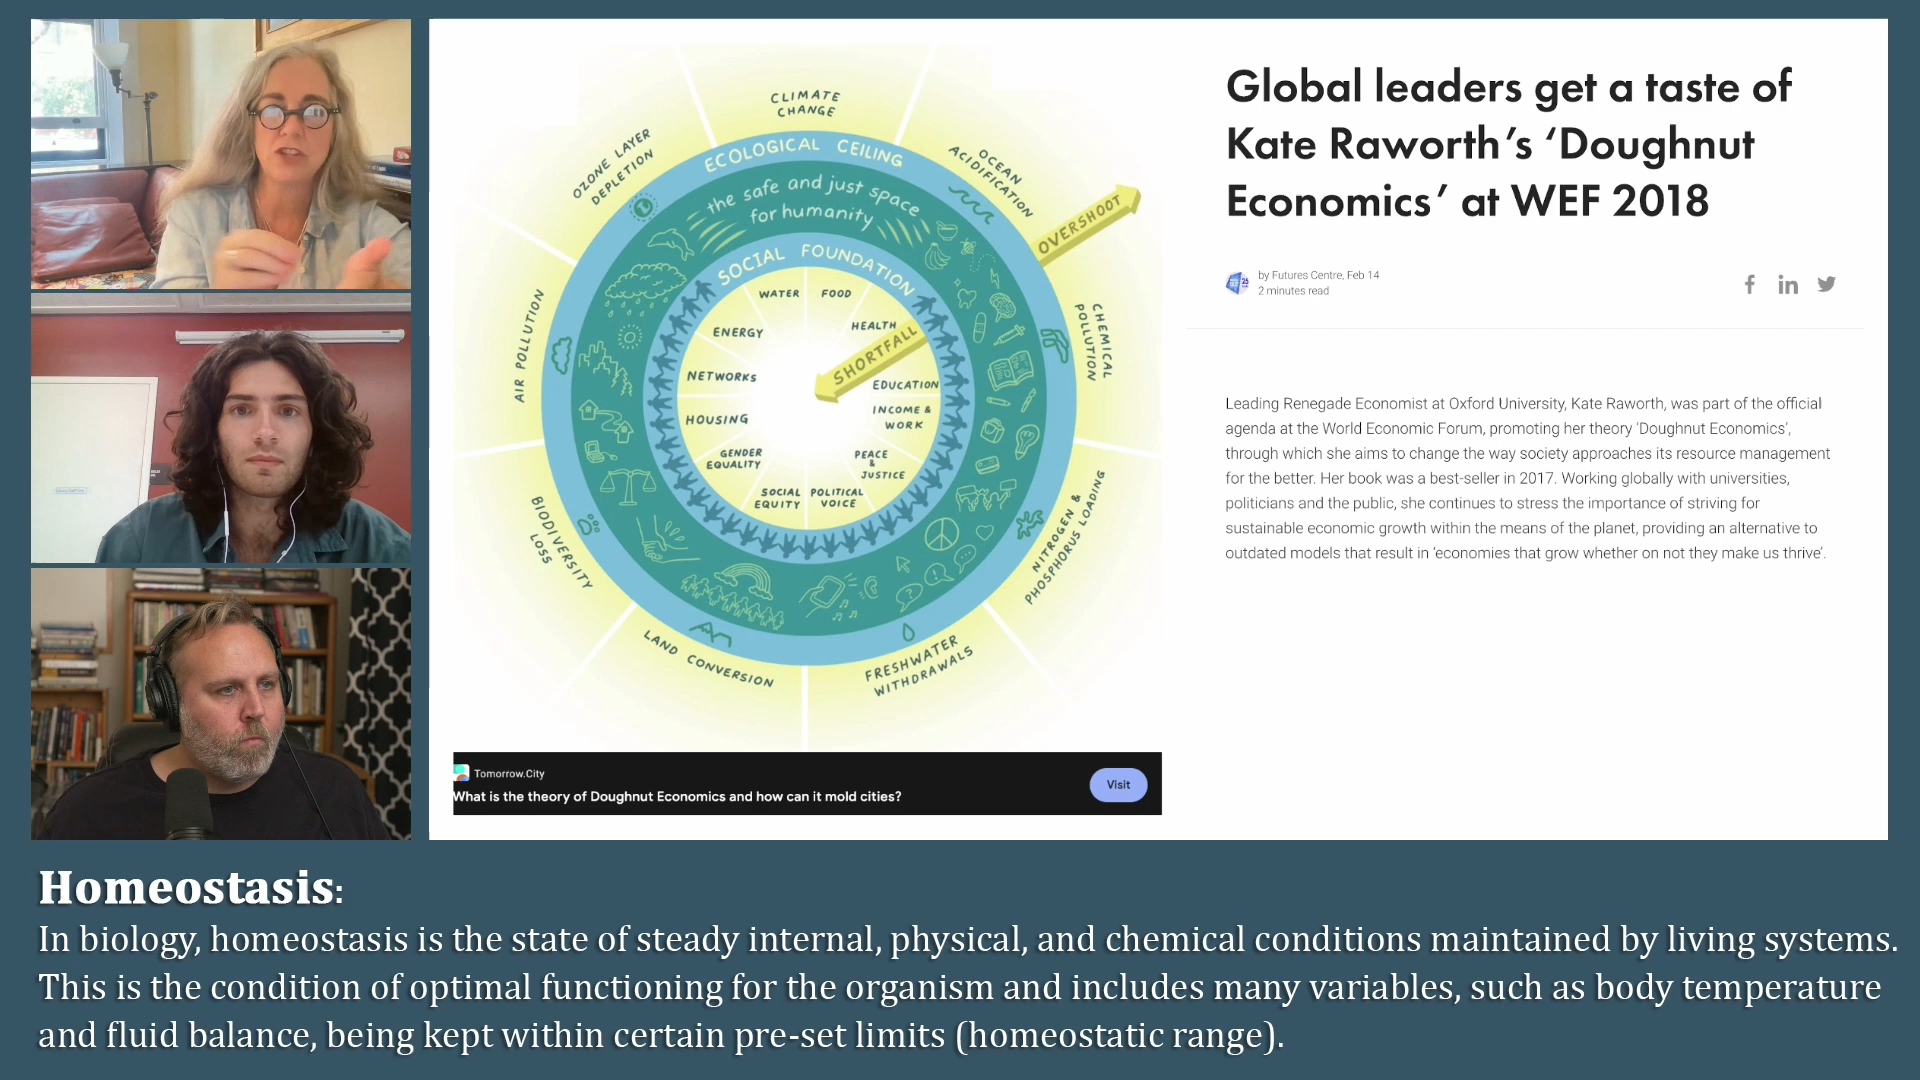 CLIMATE
CHANGE
OZONE LAYER
DEPLETION
OCEAN
ACIDIFICATION
ECOLOGICAL CEILING
the safe and just space
for humanity
OVERSHOOT
SOCIAL FOUNDATION
WATER
FOOD
ENERGY
HEALTH
SHORTFALL
NETWORKS
EDUCATION
HOUSING
INCOME &
WORK
GENDER
EQUALITY
PEACE
&
JUSTICE
SOCIAL
EQUITY
POLITICAL
VOICE
AIR POLLUTION
CHEMICAL
POLLUTION
BIODIVERSITY
LOSS
NITROGEN &
PHOSPHORUS LOADING
LAND CONVERSION
FRESHWATER
WITHDRAWALS
Tomorrow.City
What is the theory of Doughnut Economics and how can it mold cities?
Visit
Global leaders get a taste of
Kate Raworth's 'Doughnut
Economics' at WEF 2018
by Futures Centre, Feb 14
2 minutes read
Leading Renegade Economist at Oxford University, Kate Raworth, was part of the official
agenda at the World Economic Forum, promoting her theory 'Doughnut Economics',
through which she aims to change the way society approaches its resource management
for the better. Her book was a best-seller in 2017. Working globally with universities,
politicians and the public, she continues to stress the importance of striving for
sustainable economic growth within the means of the planet, providing an alternative to
outdated models that result in 'economies that grow whether on not they make us thrive'.
Homeostasis:
In biology, homeostasis is the state of steady internal, physical, and chemical conditions maintained by living systems.
This is the condition of optimal functioning for the organism and includes many variables, such as body temperature
and fluid balance, being kept within certain pre-set limits (homeostatic range).